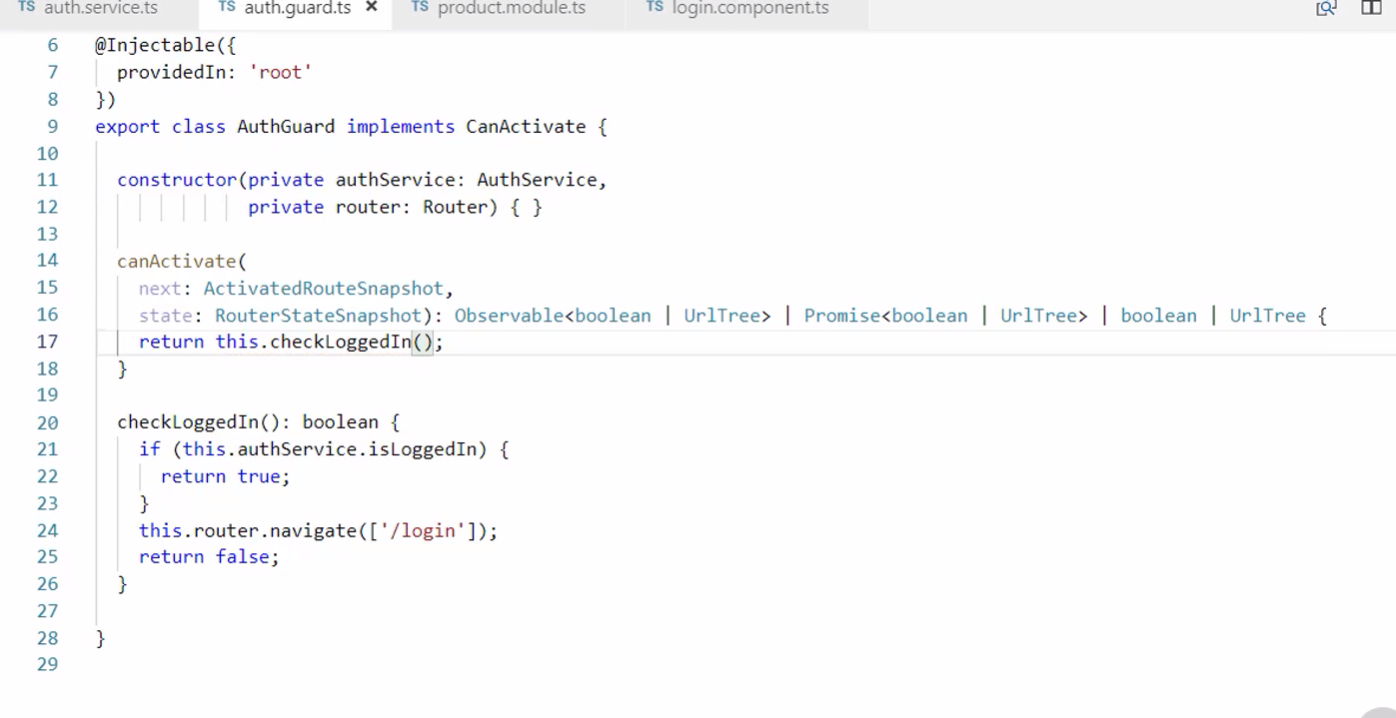 TS auth.service.ts TS auth.guard.ts × TS product.module.ts TS login.component.ts
6 @Injectable({
7 providedIn: 'root'
8 })
9 export class AuthGuard implements CanActivate {
10
11 constructor(private authService: AuthService,
12 private router: Router) { }
13
14 canActivate(
15 next: ActivatedRouteSnapshot,
16 state: RouterStateSnapshot): Observable<boolean | UrlTree> | Promise<boolean | UrlTree> | boolean | UrlTree {
17 return this.checkLoggedIn();
18 }
19
20 checkLoggedIn(): boolean {
21 if (this.authService.isLoggedIn) {
22 return true;
23 }
24 this.router.navigate(['/login']);
25 return false;
26 }
27
28 }
29